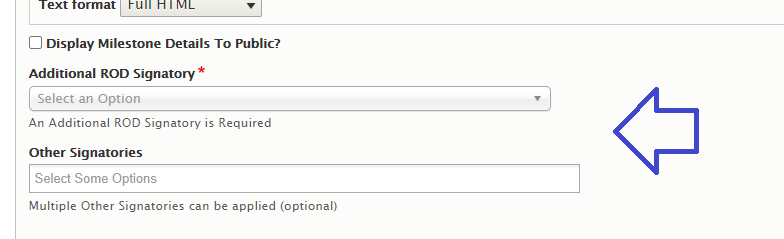 Text format Full HTML
Display Milestone Details To Public?
Additional ROD Signatory *
Select an Option
An Additional ROD Signatory is Required
Other Signatories
Select Some Options
Multiple Other Signatories can be applied (optional)